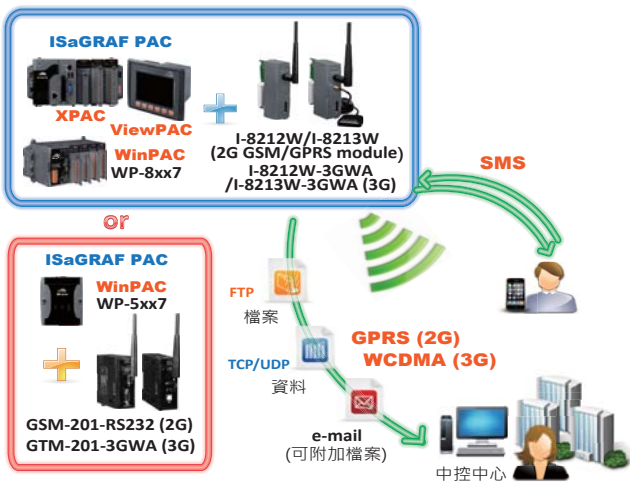 ISaGRAF PAC
XPAC
ViewPAC
WinPAC
WP-8xx7
I-8212W/I-8213W
(2G GSM/GPRS module)
I-8212W-3GWA
/I-8213W-3GWA (3G)
SMS
or
ISaGRAF PAC
WinPAC
WP-5xx7
GSM-201-RS232 (2G)
GTM-201-3GWA (3G)
FTP
檔案
TCP/UDP
資料
GPRS (2G)
WCDMA (3G)
e-mail
(可附加檔案)
中控中心